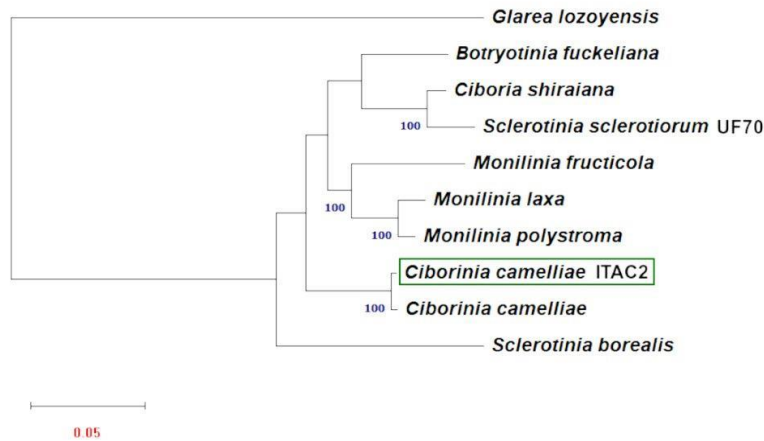 Glarea lozoyensis
Botryotinia fuckeliana
Ciboria shiraiana
100
Sclerotinia sclerotiorum UF70
Monilinia fructicola
100
Monilinia laxa
100
Monilinia polystroma
Ciborinia camelliae ITAC2
100
Ciborinia camelliae
Sclerotinia borealis
0.05